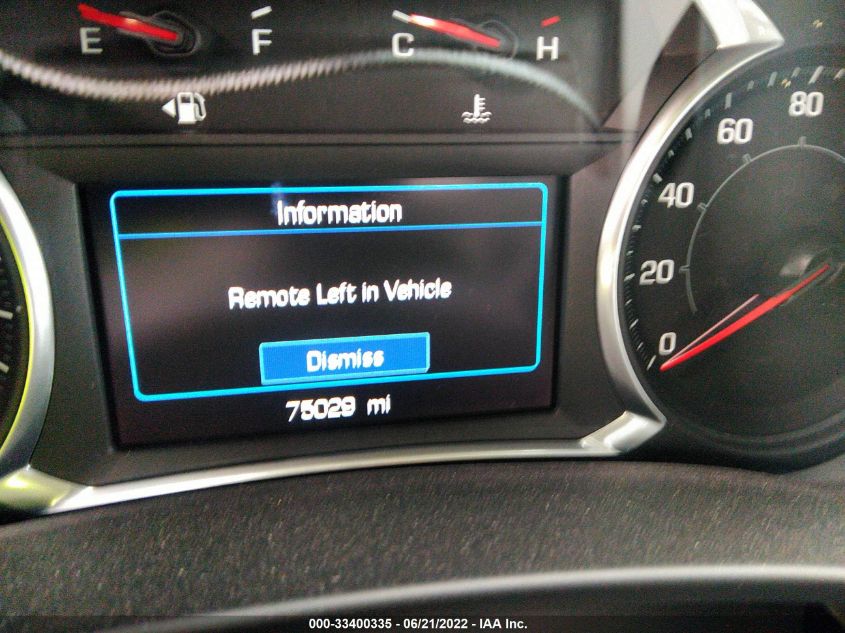 E F C H
60 80
40
20
0
Information
Remote Left in Vehicle
Dismiss
75029 mi
000-33400335 - 06/21/2022 - IAA Inc.